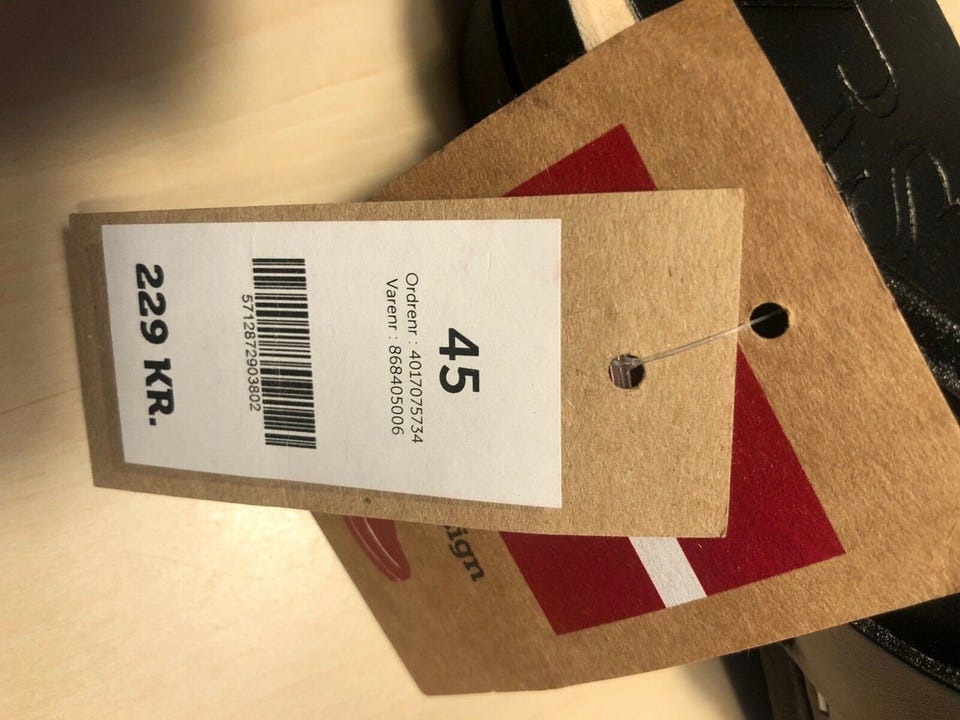 45
Ordrenr : 4017075734
Varenr : 868405006
5712872903802
229 KR.
sign